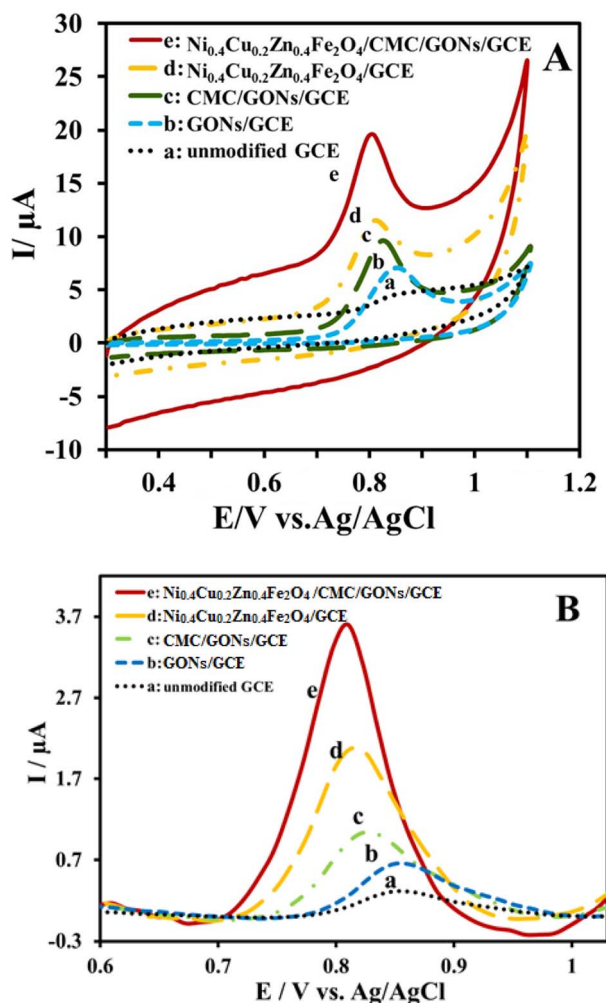 A
e: Ni0.4Cu0.2Zn0.4Fe2O4/CMC/GONs/GCE
d: Ni0.4Cu0.2Zn0.4Fe2O4/GCE
c: CMC/GONs/GCE
b: GONs/GCE
a: unmodified GCE
30
25
20
15
10
5
0
-5
-10
I/ µA
e
d
c
b
a
0.4 0.6 0.8 1 1.2
E/V vs.Ag/AgCl
B
e: Ni0.4Cu0.2Zn0.4Fe2O4/CMC/GONs/GCE
d: Ni0.4Cu0.2Zn0.4Fe2O4/GCE
c: CMC/GONs/GCE
b: GONs/GCE
a: unmodified GCE
3.7
2.7
1.7
0.7
-0.3
I / µA
e
d
c
b
a
0.6 0.7 0.8 0.9 1
E / V vs. Ag/AgCl